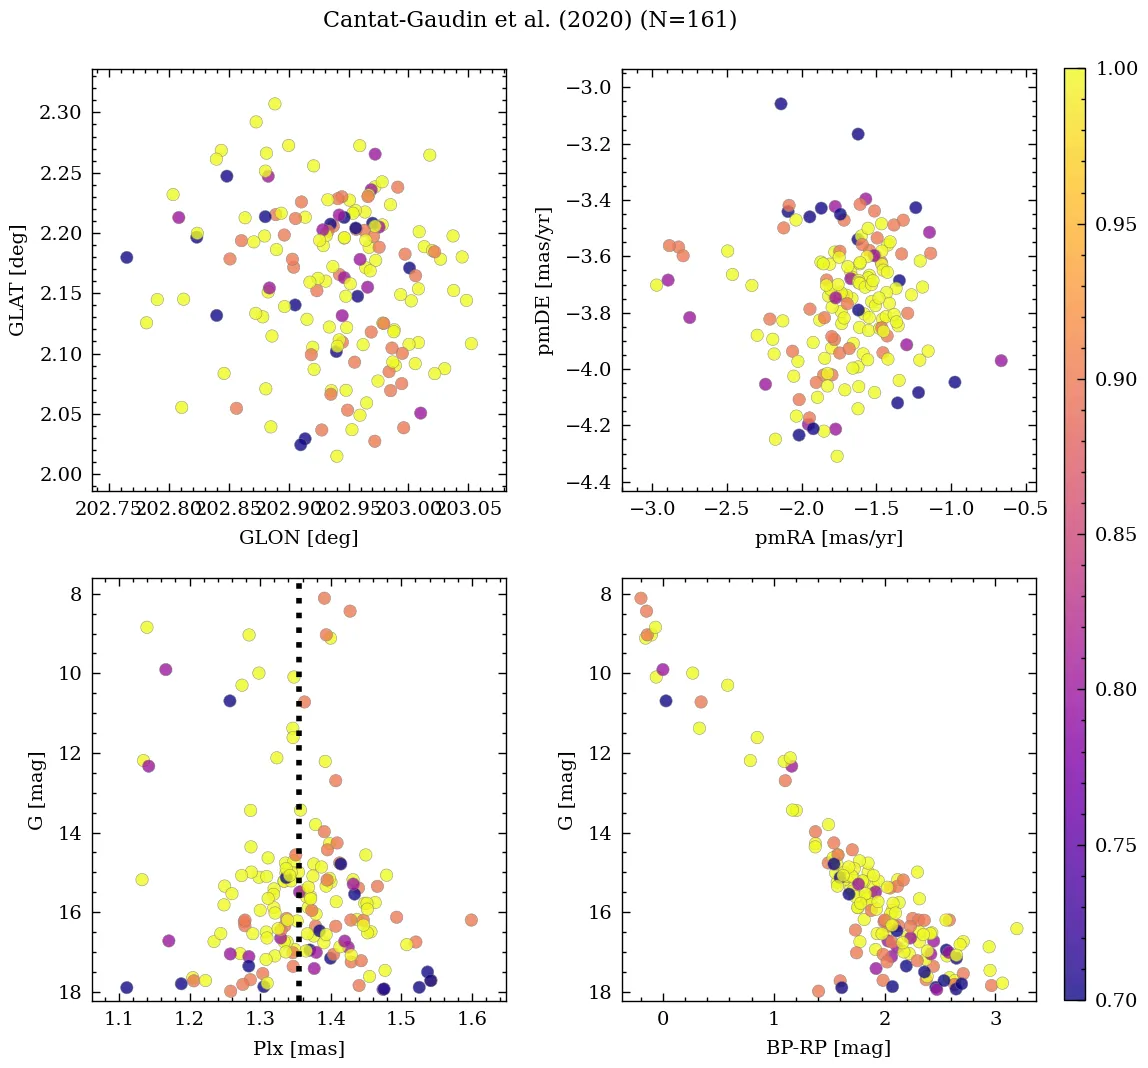 Cantat-Gaudin et al. (2020) (N=161)
2.30
2.25
2.20
2.15
2.10
2.05
2.00
GLAT [deg]
202.75 202.80 202.85 202.90 202.95 203.00 203.05
GLON [deg]
−3.0
−3.2
−3.4
−3.6
−3.8
−4.0
−4.2
−4.4
pmDE [mas/yr]
−3.0 −2.5 −2.0 −1.5 −1.0 −0.5
pmRA [mas/yr]
1.00
0.95
0.90
0.85
0.80
0.75
0.70
8
10
12
14
16
18
G [mag]
1.1 1.2 1.3 1.4 1.5 1.6
Plx [mas]
8
10
12
14
16
18
G [mag]
0 1 2 3
BP-RP [mag]